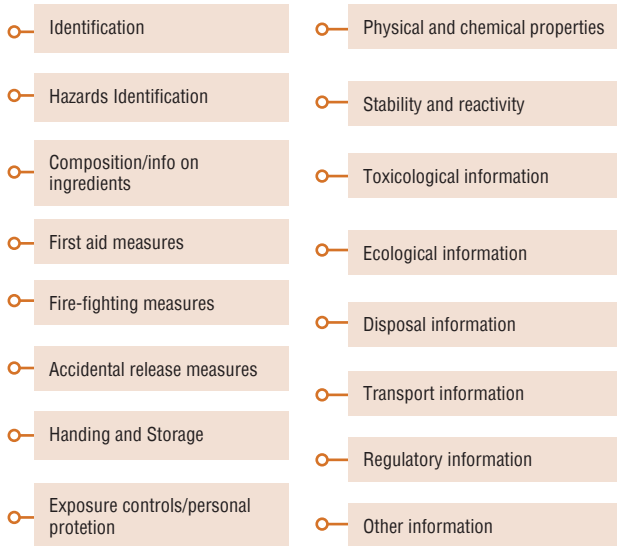 Identification
Hazards Identification
Composition/info on
ingredients
First aid measures
Fire-fighting measures
Accidental release measures
Handing and Storage
Exposure controls/personal
protetion
Physical and chemical properties
Stability and reactivity
Toxicological information
Ecological information
Disposal information
Transport information
Regulatory information
Other information